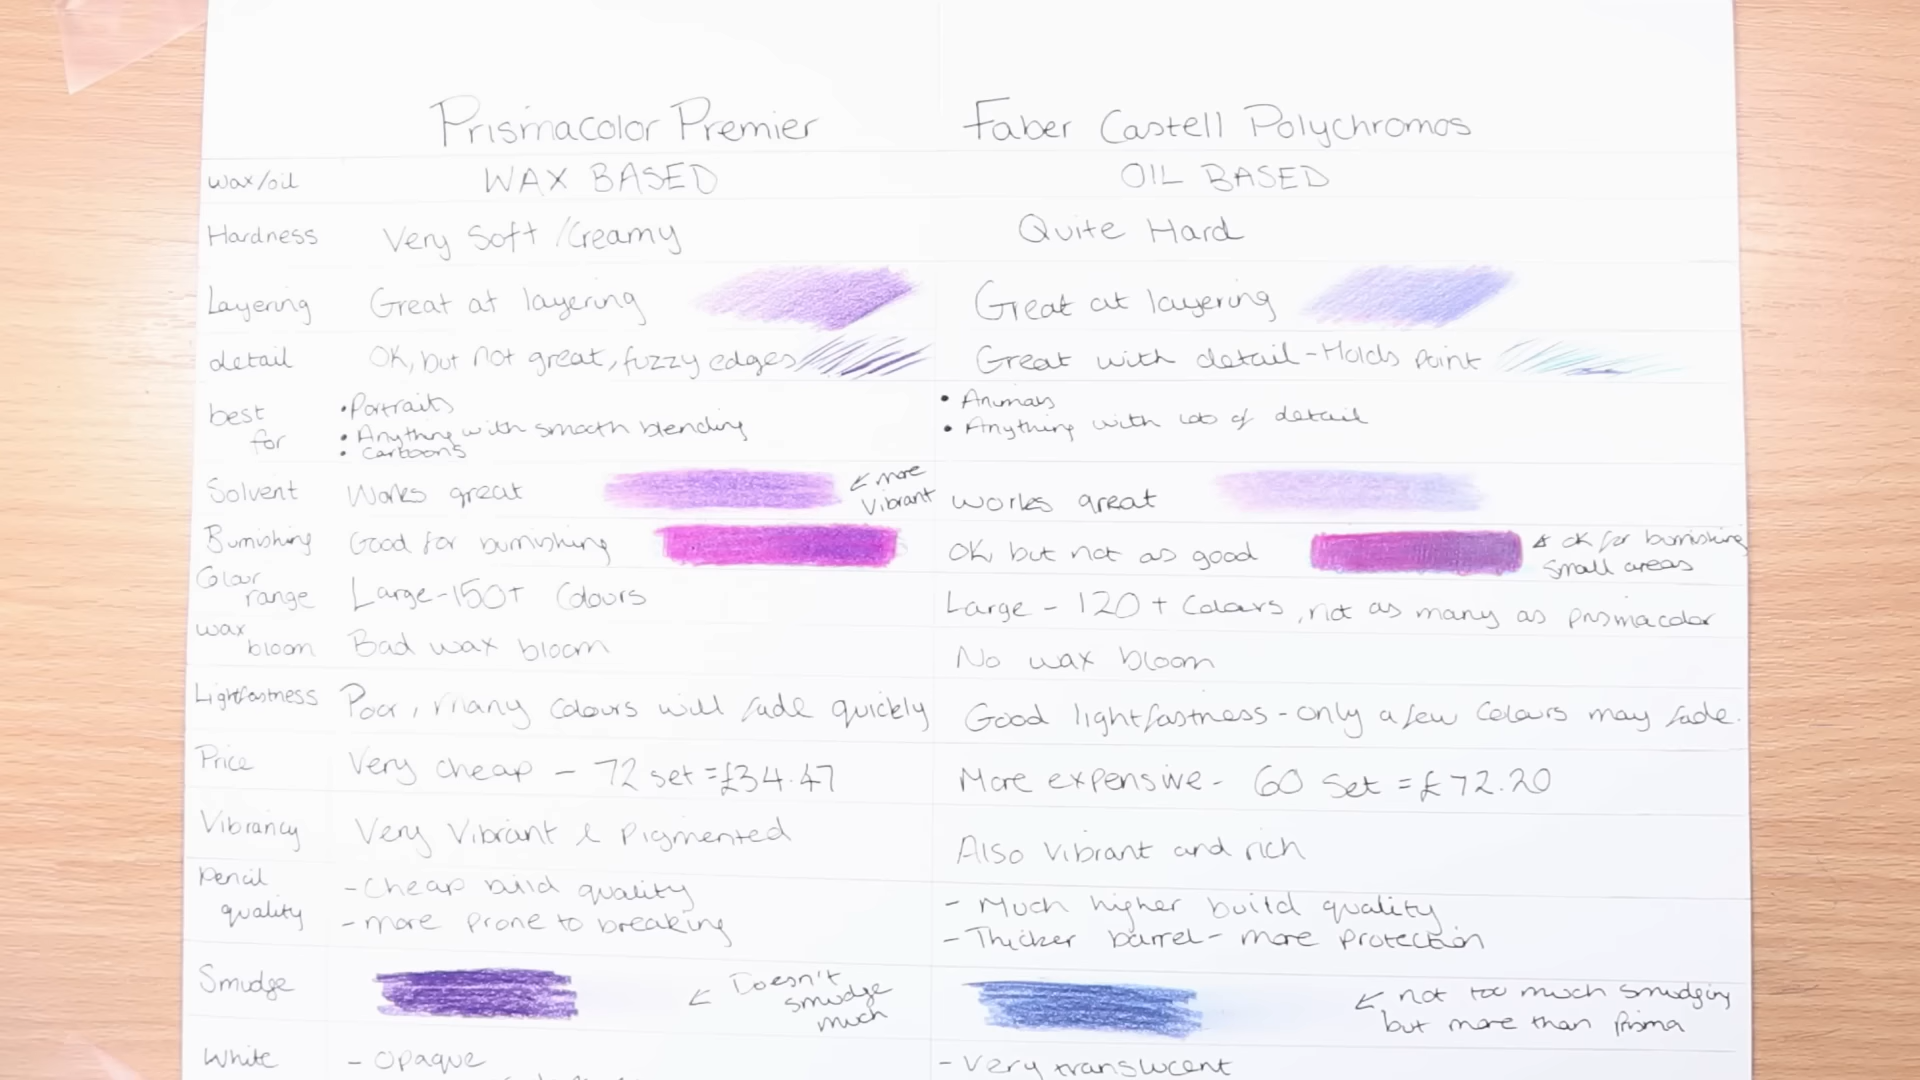 Prismacolor Premier Faber Castell Polychromos
wax/oil WAX BASED OIL BASED
Hardness Very Soft / Creamy Quite Hard
Layering Great at layering Great at layering
detail OK, but not great, fuzzy edges Great with detail - Holds point
best for
• Portraits
• Anything with smooth blending
• Cartoons
• Animals
• Anything with lots of detail
Solvent Works great ← more Vibrant works great
Burnishing Good for burnishing OK, but not as good ← ok for burnishing small areas
Colour range Large - 150+ Colours Large - 120 + Colours, not as many as prismacolor
wax bloom Bad wax bloom No wax bloom
Lightfastness Poor, many colours will fade quickly Good lightfastness - only a few colours may fade.
Price Very cheap - 72 set = £34.47 More expensive - 60 set = £72.20
Vibrancy Very Vibrant & Pigmented Also vibrant and rich
pencil quality
- Cheap build quality
- more prone to breaking
- Much higher build quality
- Thicker barrel - more protection
Smudge ← Doesn't smudge much ← not too much smudging but more than Prisma
White - opaque - Very translucent